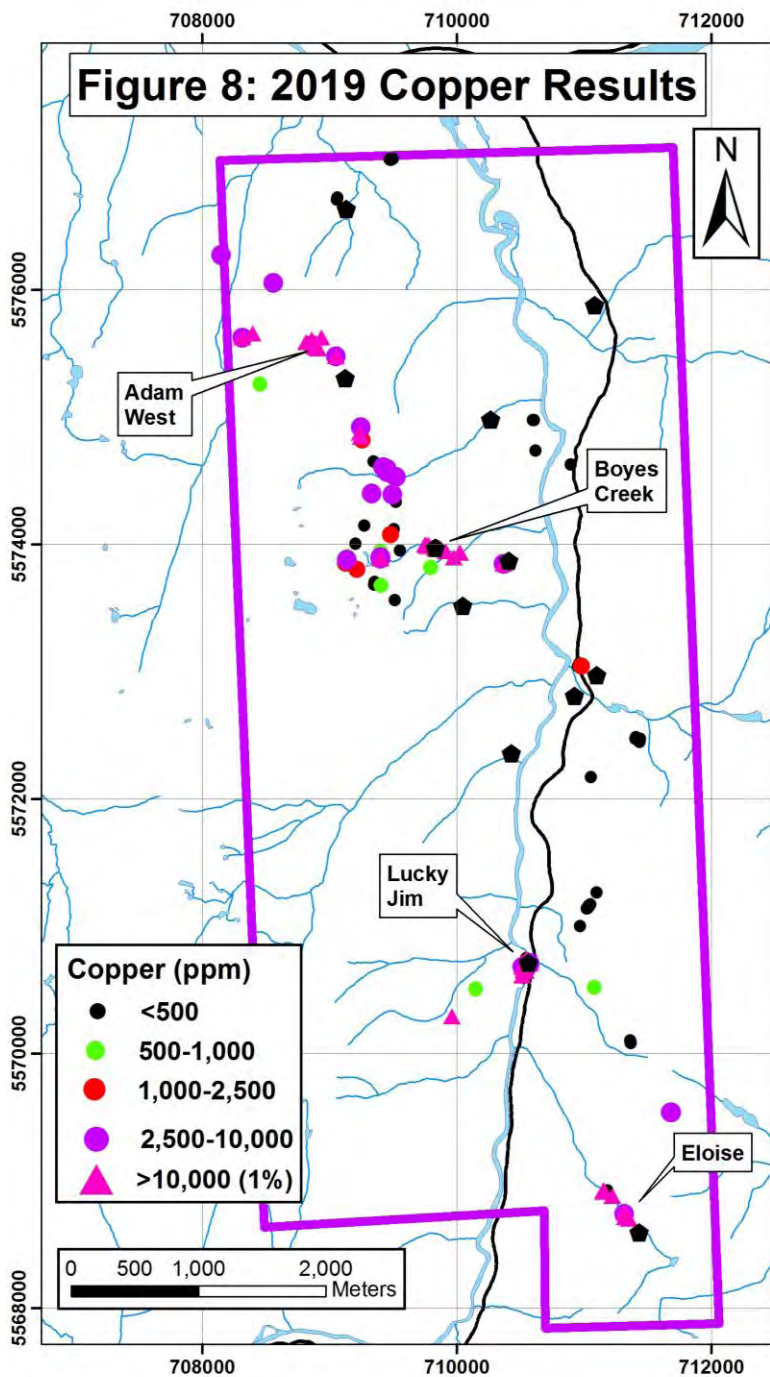 708000 710000 712000
Figure 8: 2019 Copper Results
N
5576000
Adam
West
Boyes
Creek
5574000
5572000
Lucky
Jim
Copper (ppm)
<500
500-1,000
1,000-2,500
2,500-10,000
>10,000 (1%)
5570000
Eloise
0 500 1,000 2,000
Meters
5568000
708000 710000 712000